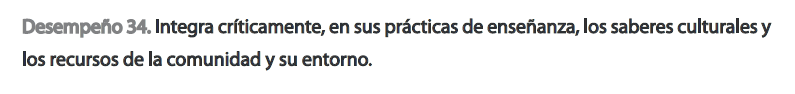 Desempeño 34. Integra críticamente, en sus prácticas de enseñanza, los saberes culturales y
los recursos de la comunidad y su entorno.